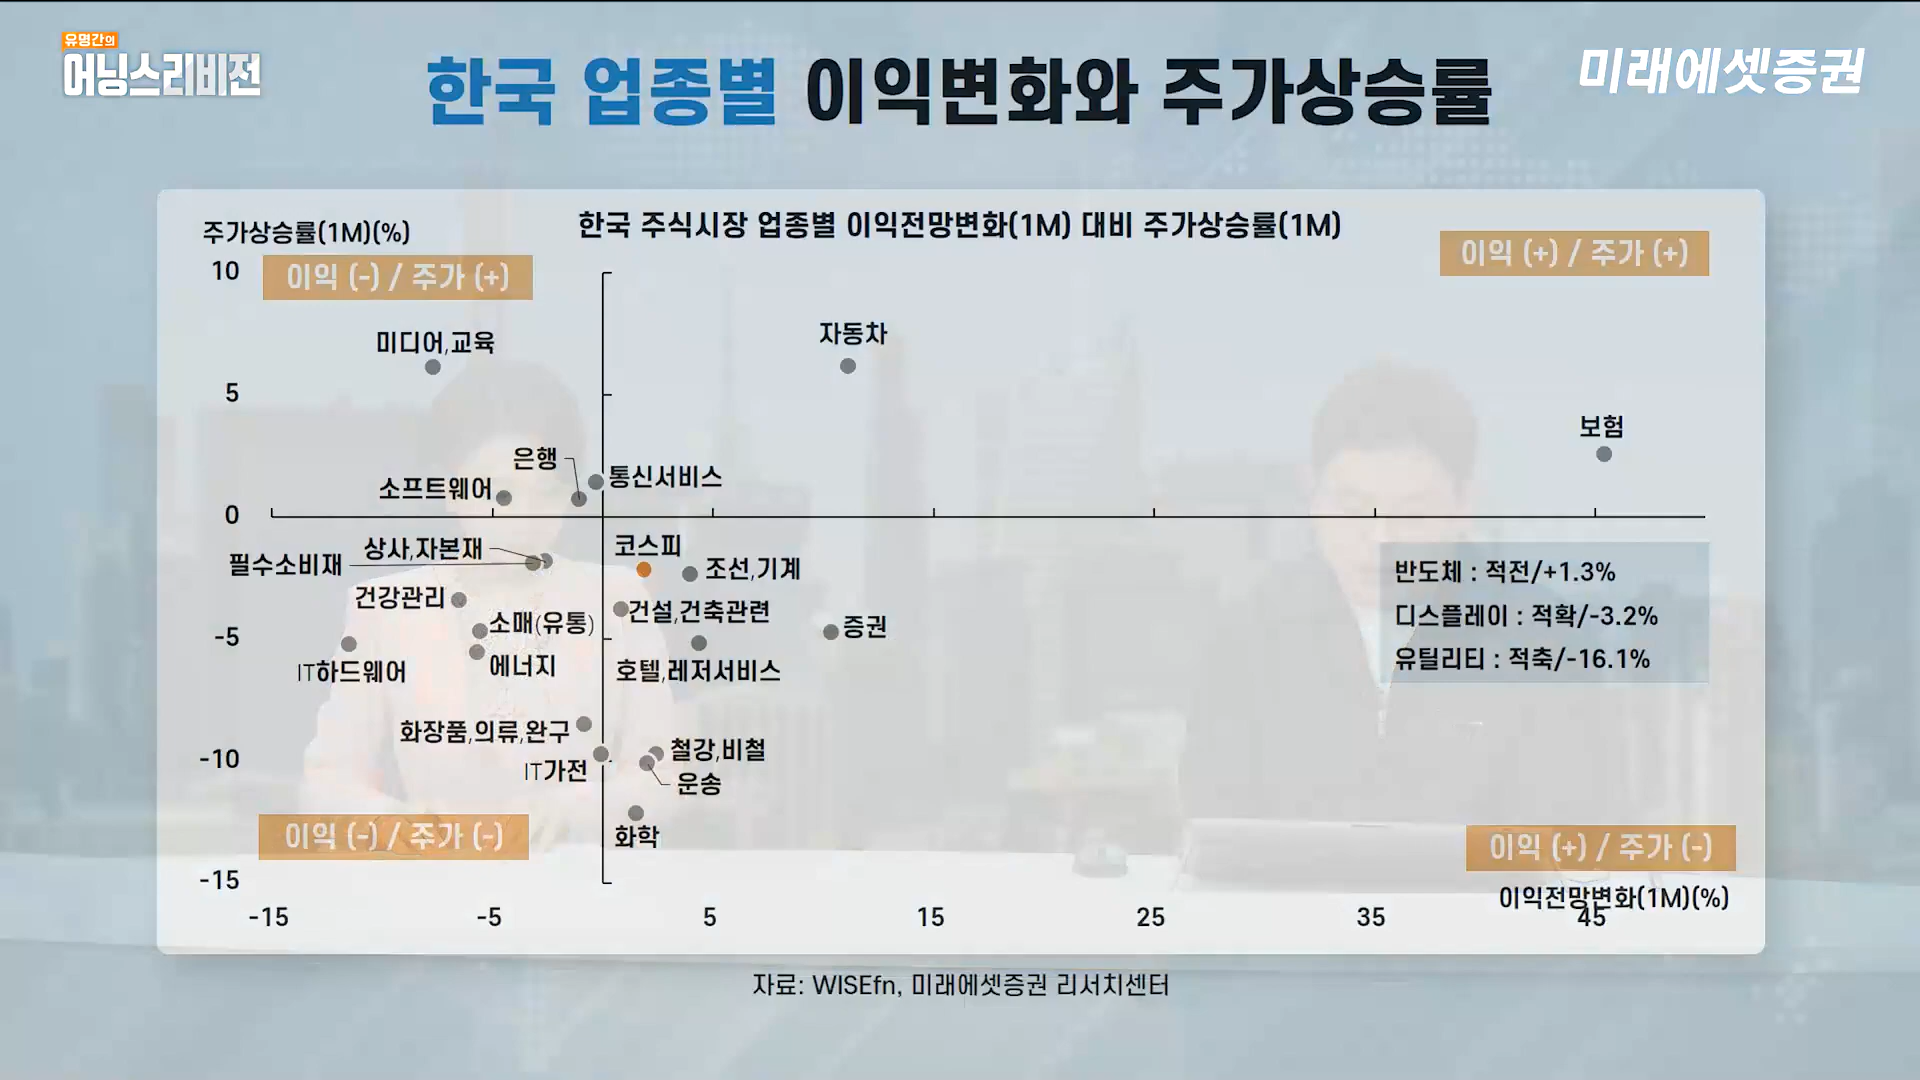 유명간의
어닝스리비전
한국 업종별 이익변화와 주가상승률
미래에셋증권
주가상승률(1M)(%)
한국 주식시장 업종별 이익전망변화(1M) 대비 주가상승률(1M)
이익 (-) / 주가 (+)
이익 (+) / 주가 (+)
10
5
0
-5
-10
-15
미디어,교육
자동차
보험
은행
통신서비스
소프트웨어
상사,자본재
필수소비재
코스피
조선,기계
건강관리
건설,건축관련
소매(유통)
증권
IT하드웨어
에너지
호텔,레저서비스
화장품,의류,완구
철강,비철
IT가전
운송
화학
반도체 : 적전/+1.3%
디스플레이 : 적확/-3.2%
유틸리티 : 적축/-16.1%
이익 (-) / 주가 (-)
이익 (+) / 주가 (-)
이익전망변화(1M)(%)
-15
-5
5
15
25
35
45
자료: WISEfn, 미래에셋증권 리서치센터